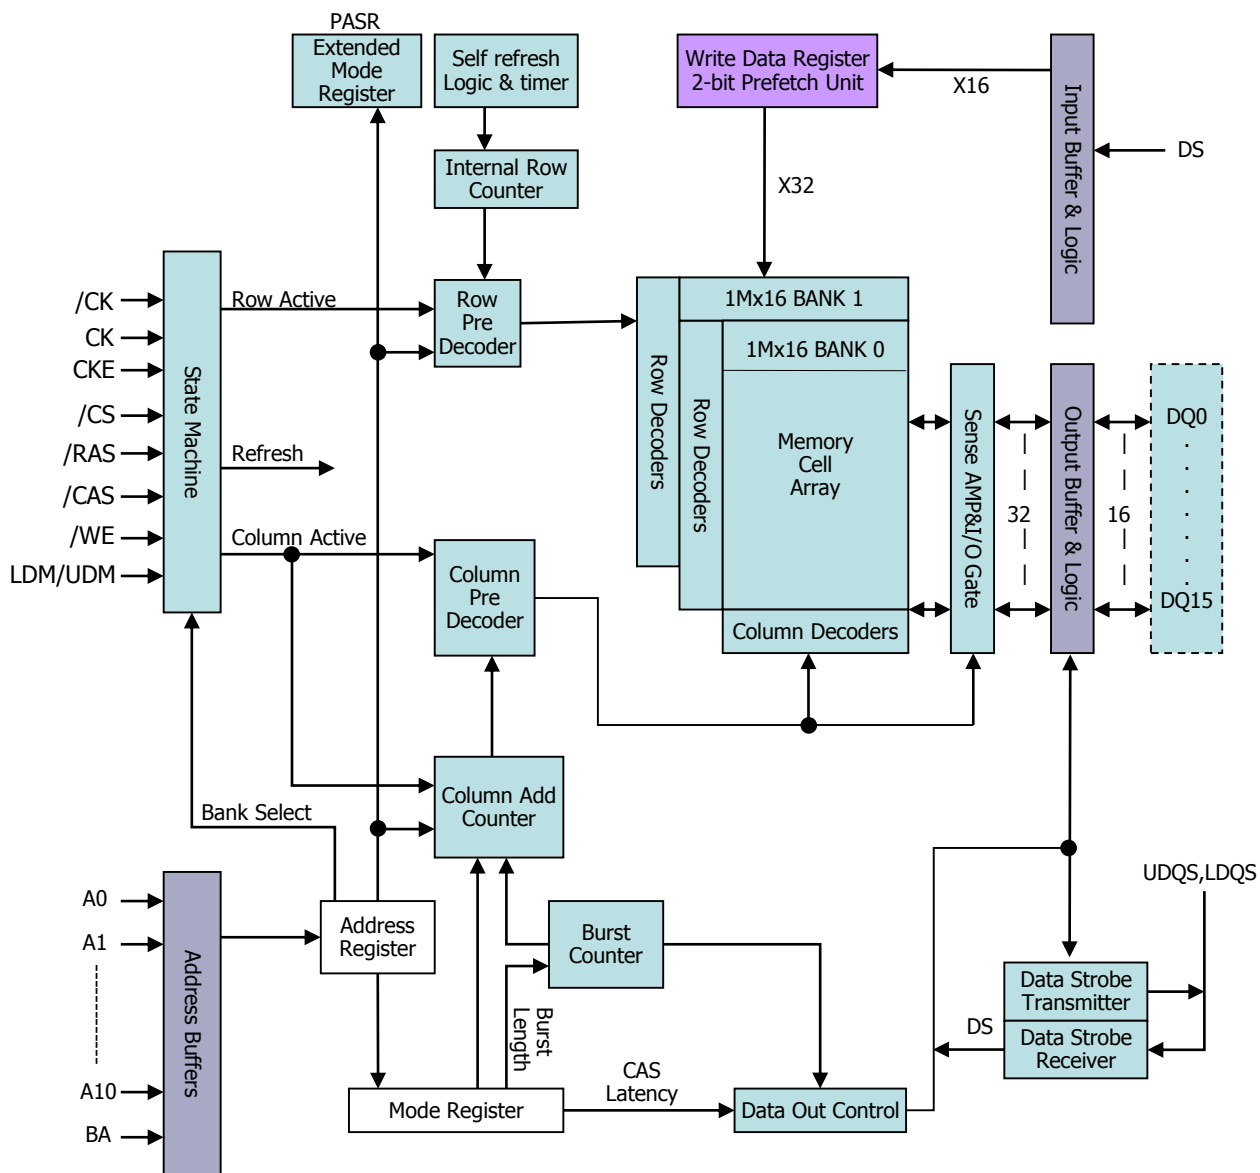 PASR
Extended
Mode
Register
Self refresh
Logic & timer
Write Data Register
2-bit Prefetch Unit
X16
Input Buffer & Logic
DS
Internal Row
Counter
X32
/CK
CK
CKE
/CS
/RAS
/CAS
/WE
LDM/UDM
State Machine
Row Active
Refresh
Column Active
Row
Pre
Decoder
Row Decoders
Row Decoders
1Mx16 BANK 1
1Mx16 BANK 0
Memory
Cell
Array
Column Decoders
Sense AMP&I/O Gate
32
Output Buffer & Logic
16
DQ0
.
.
.
.
.
.
DQ15
Column
Pre
Decoder
Column Add
Counter
Bank Select
A0
A1
A10
BA
Address Buffers
Address
Register
Burst
Counter
Burst
Length
Mode Register
CAS
Latency
Data Out Control
UDQS,LDQS
Data Strobe
Transmitter
DS
Data Strobe
Receiver